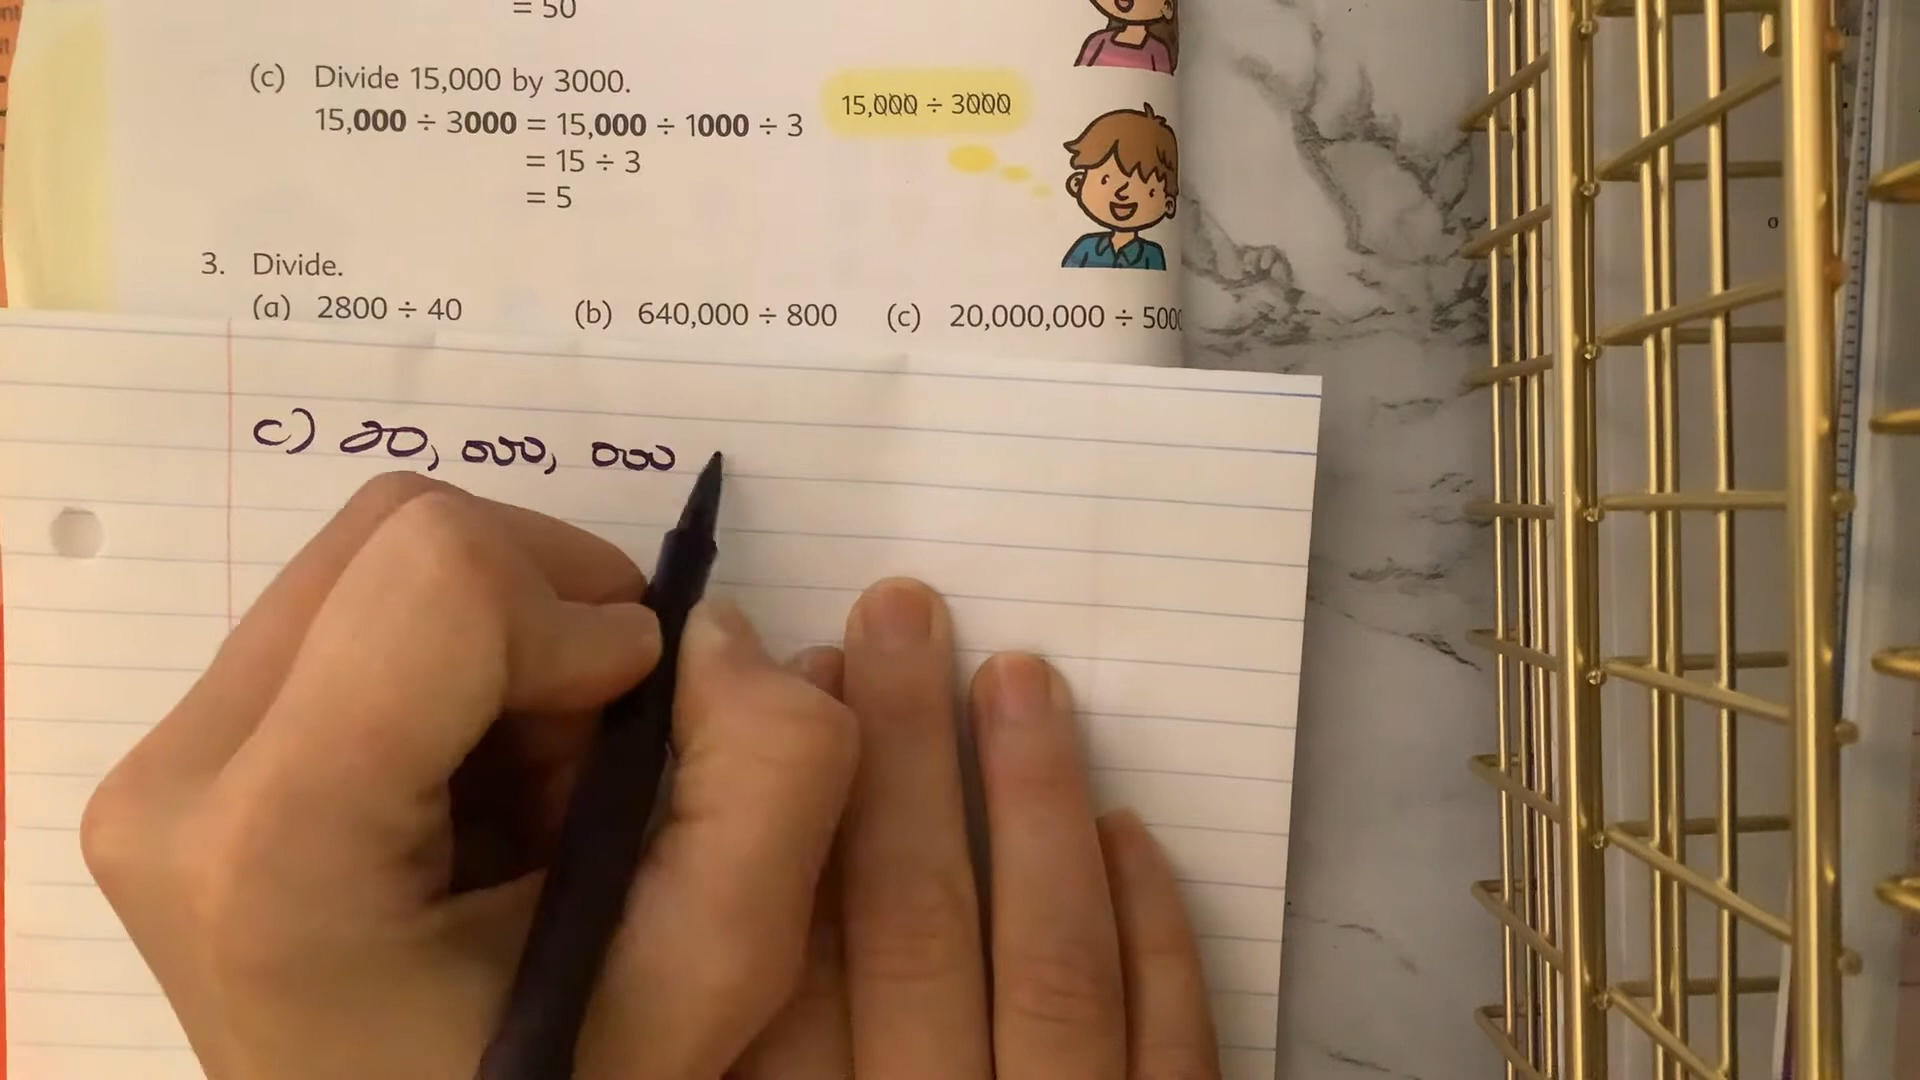 = 50
(c) Divide 15,000 by 3000.
15,000 ÷ 3000 = 15,000 ÷ 1000 ÷ 3
15,000 ÷ 3000
= 15 ÷ 3
= 5
3. Divide.
(a) 2800 ÷ 40 (b) 640,000 ÷ 800 (c) 20,000,000 ÷ 5000
c) 20,000,000